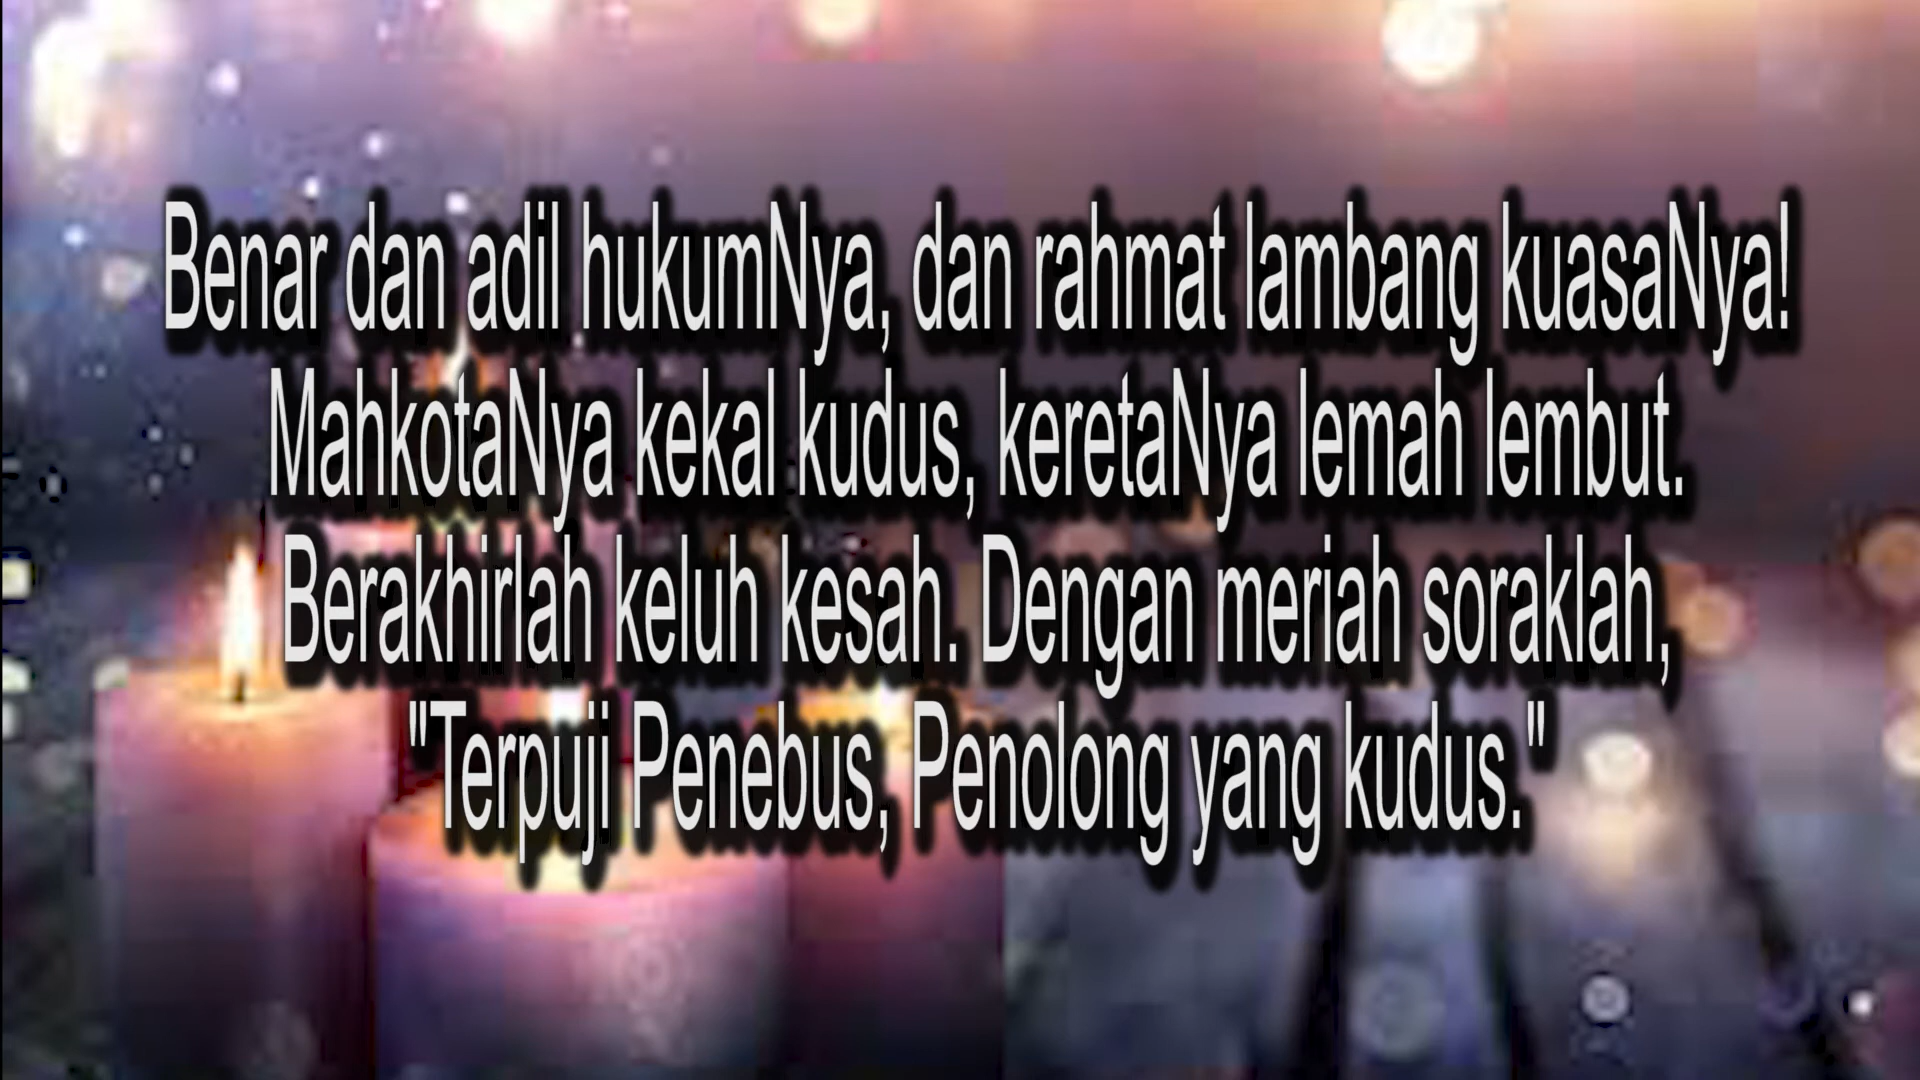 Benar dan adil hukumNya, dan rahmat lambang kuasaNya!
MahkotaNya kekal kudus, keretaNya lemah lembut.
Berakhirlah keluh kesah. Dengan meriah soraklah,
"Terpuji Penebus, Penolong yang kudus."